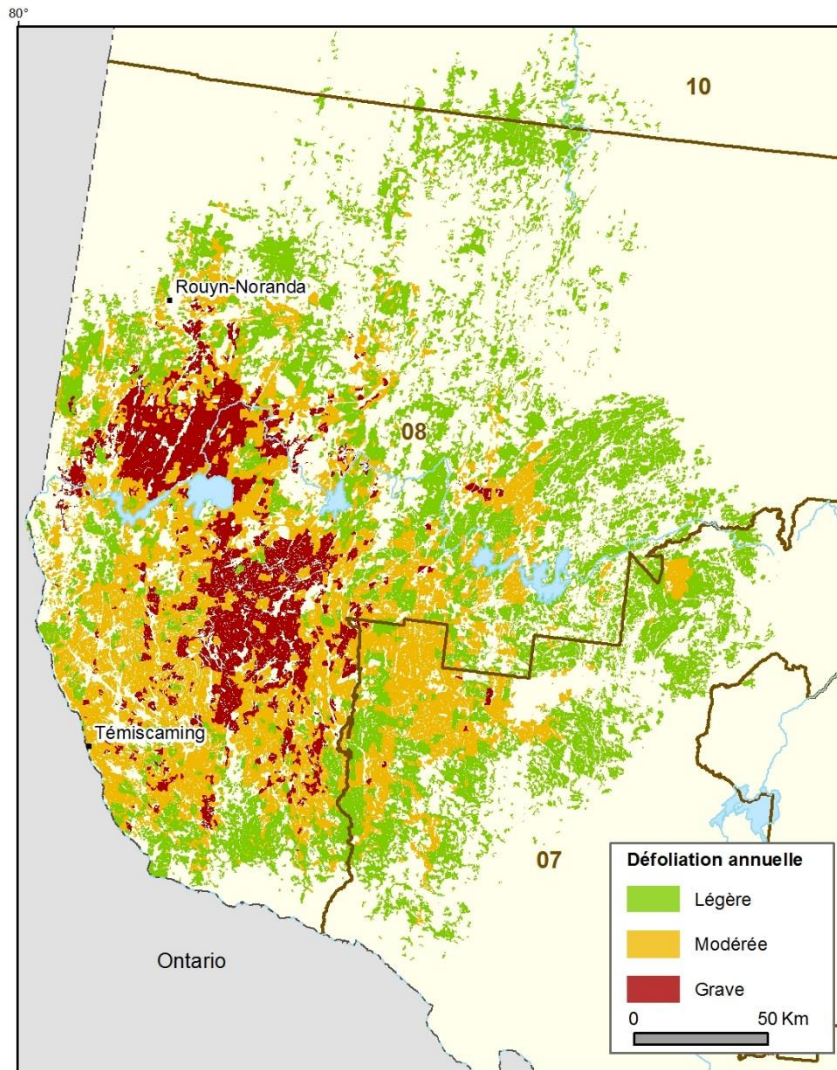 80°
10
Rouyn-Noranda
08
Témiscaming
07
Ontario
Défoliation annuelle
Légère
Modérée
Grave
0 50 Km